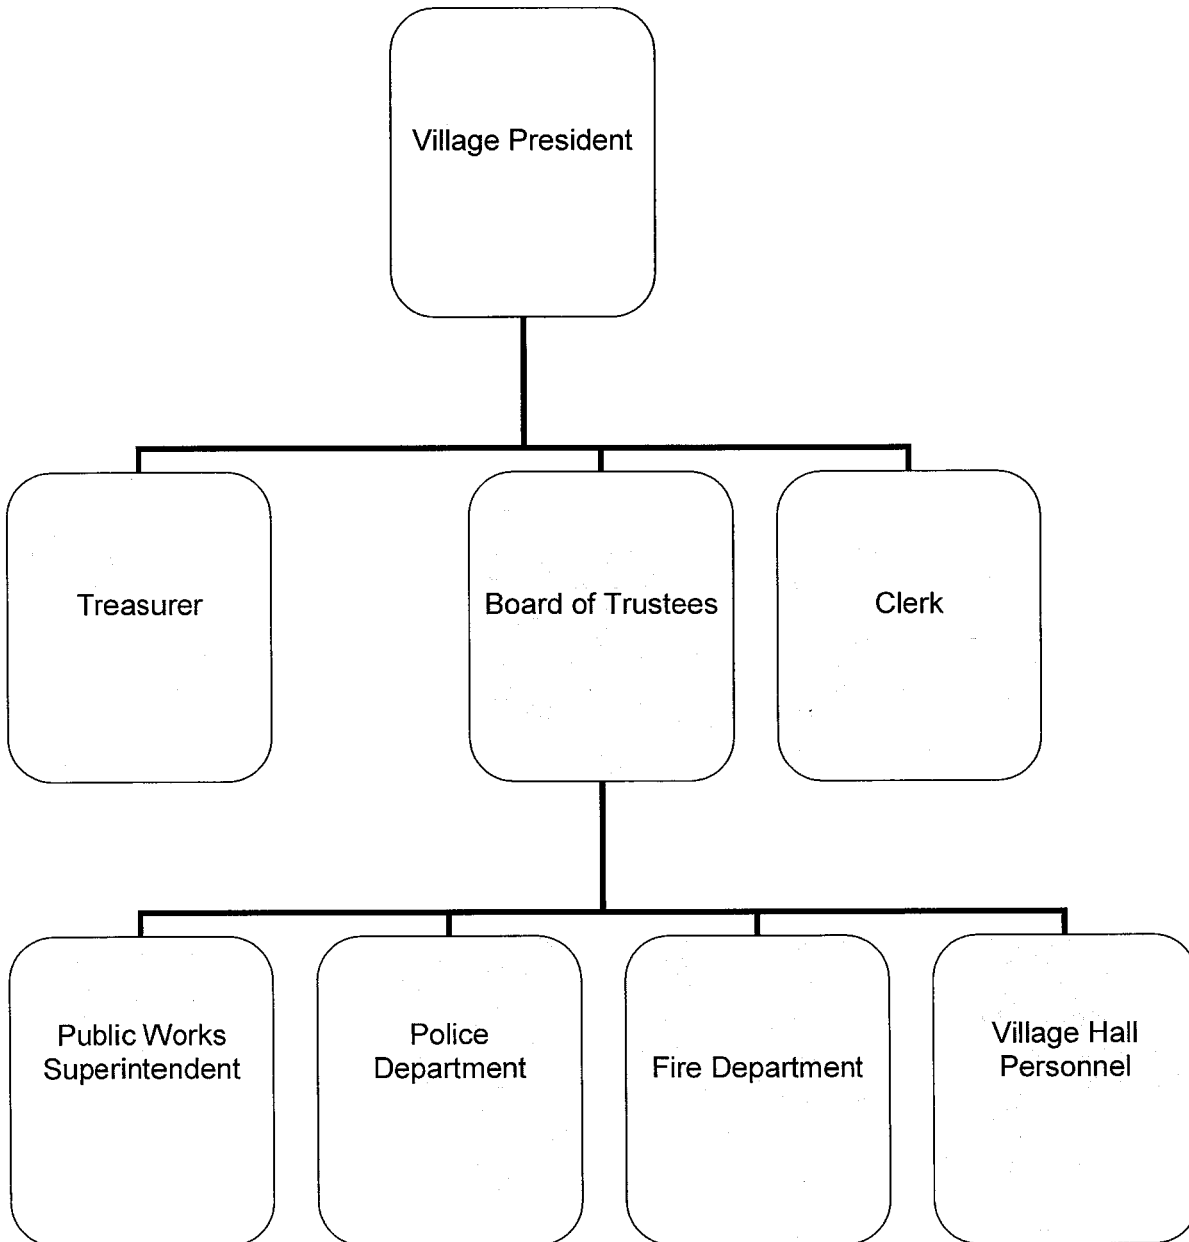 Village President
Treasurer
Board of Trustees
Clerk
Public Works
Superintendent
Police
Department
Fire Department
Village Hall
Personnel